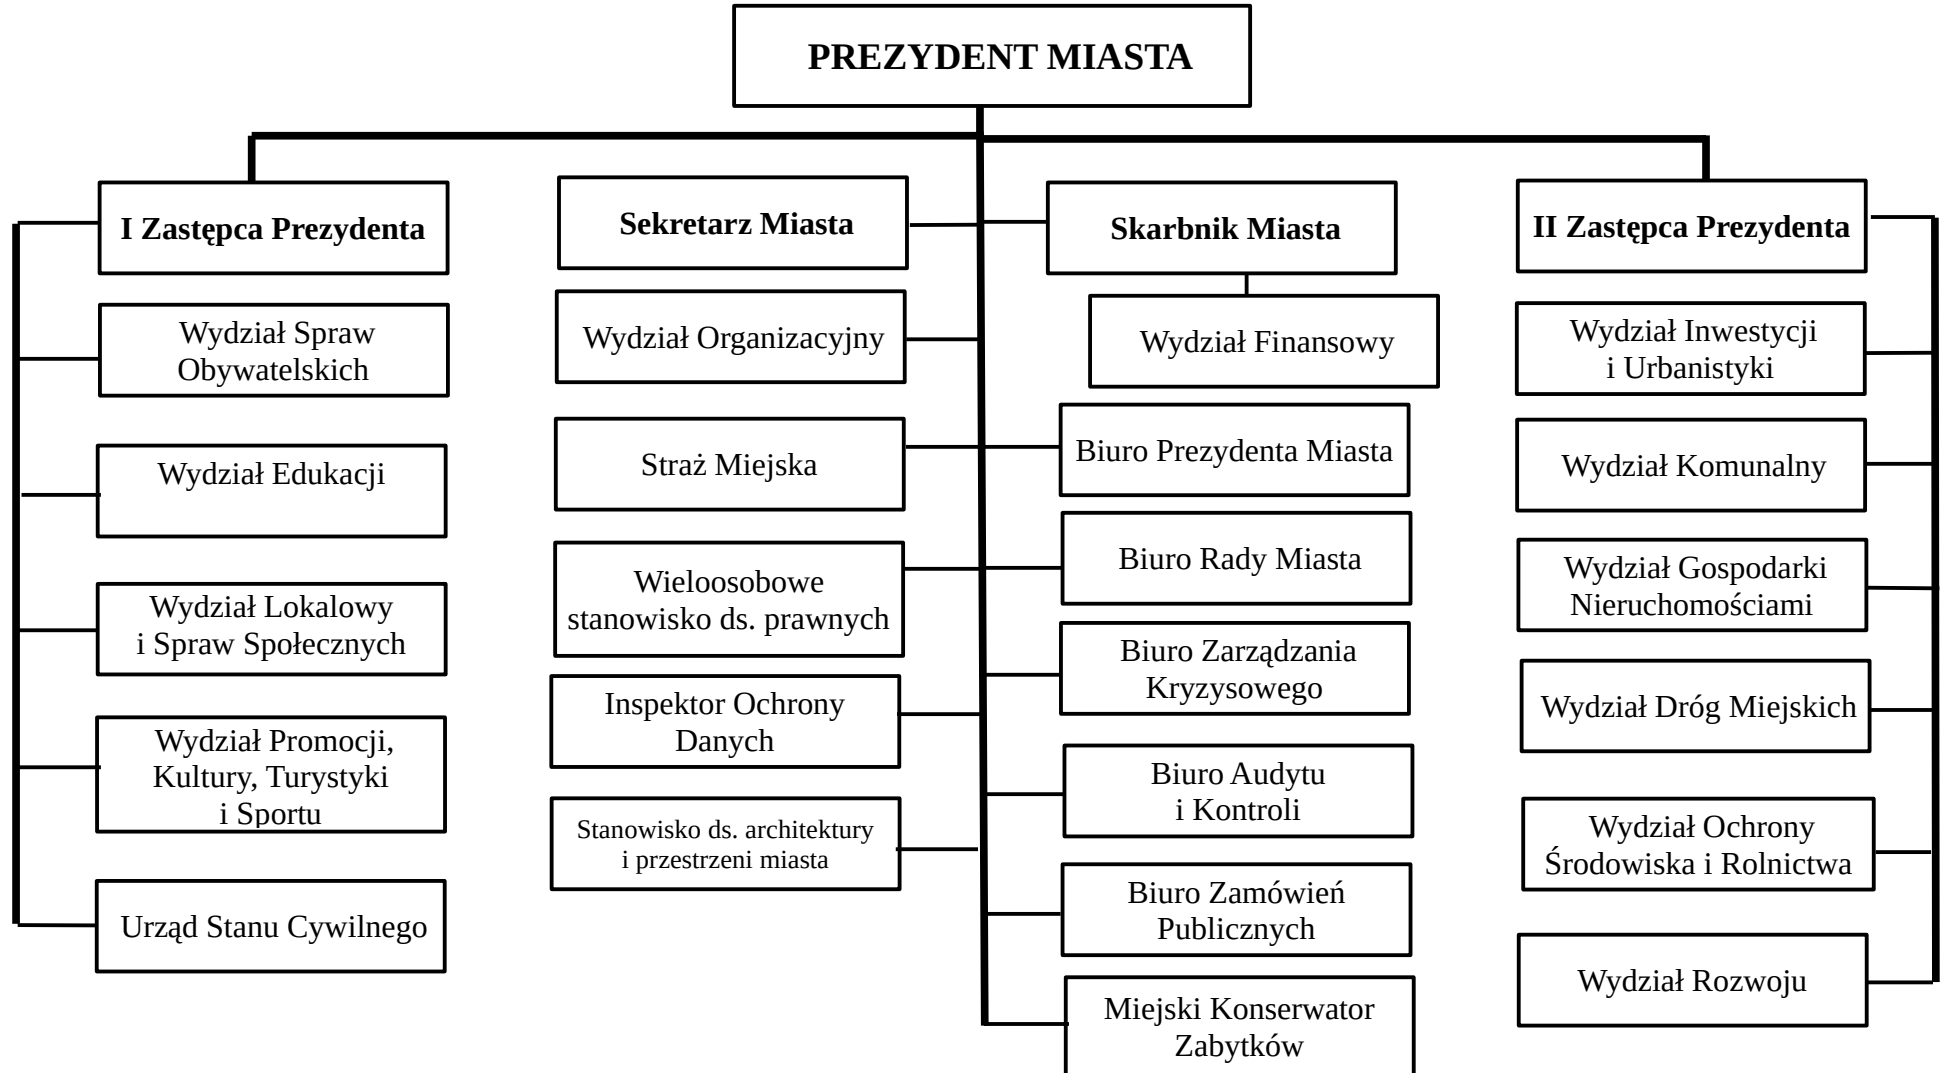 PREZYDENT MIASTA
I Zastępca Prezydenta
Wydział Spraw
Obywatelskich
Wydział Edukacji
Wydział Lokalowy
i Spraw Społecznych
Wydział Promocji,
Kultury, Turystyki
i Sportu
Urząd Stanu Cywilnego
Sekretarz Miasta
Wydział Organizacyjny
Straż Miejska
Wieloosobowe
stanowisko ds. prawnych
Inspektor Ochrony
Danych
Stanowisko ds. architektury
i przestrzeni miasta
Skarbnik Miasta
Wydział Finansowy
Biuro Prezydenta Miasta
Biuro Rady Miasta
Biuro Zarządzania
Kryzysowego
Biuro Audytu
i Kontroli
Biuro Zamówień
Publicznych
Miejski Konserwator
Zabytków
II Zastępca Prezydenta
Wydział Inwestycji
i Urbanistyki
Wydział Komunalny
Wydział Gospodarki
Nieruchomościami
Wydział Dróg Miejskich
Wydział Ochrony
Środowiska i Rolnictwa
Wydział Rozwoju